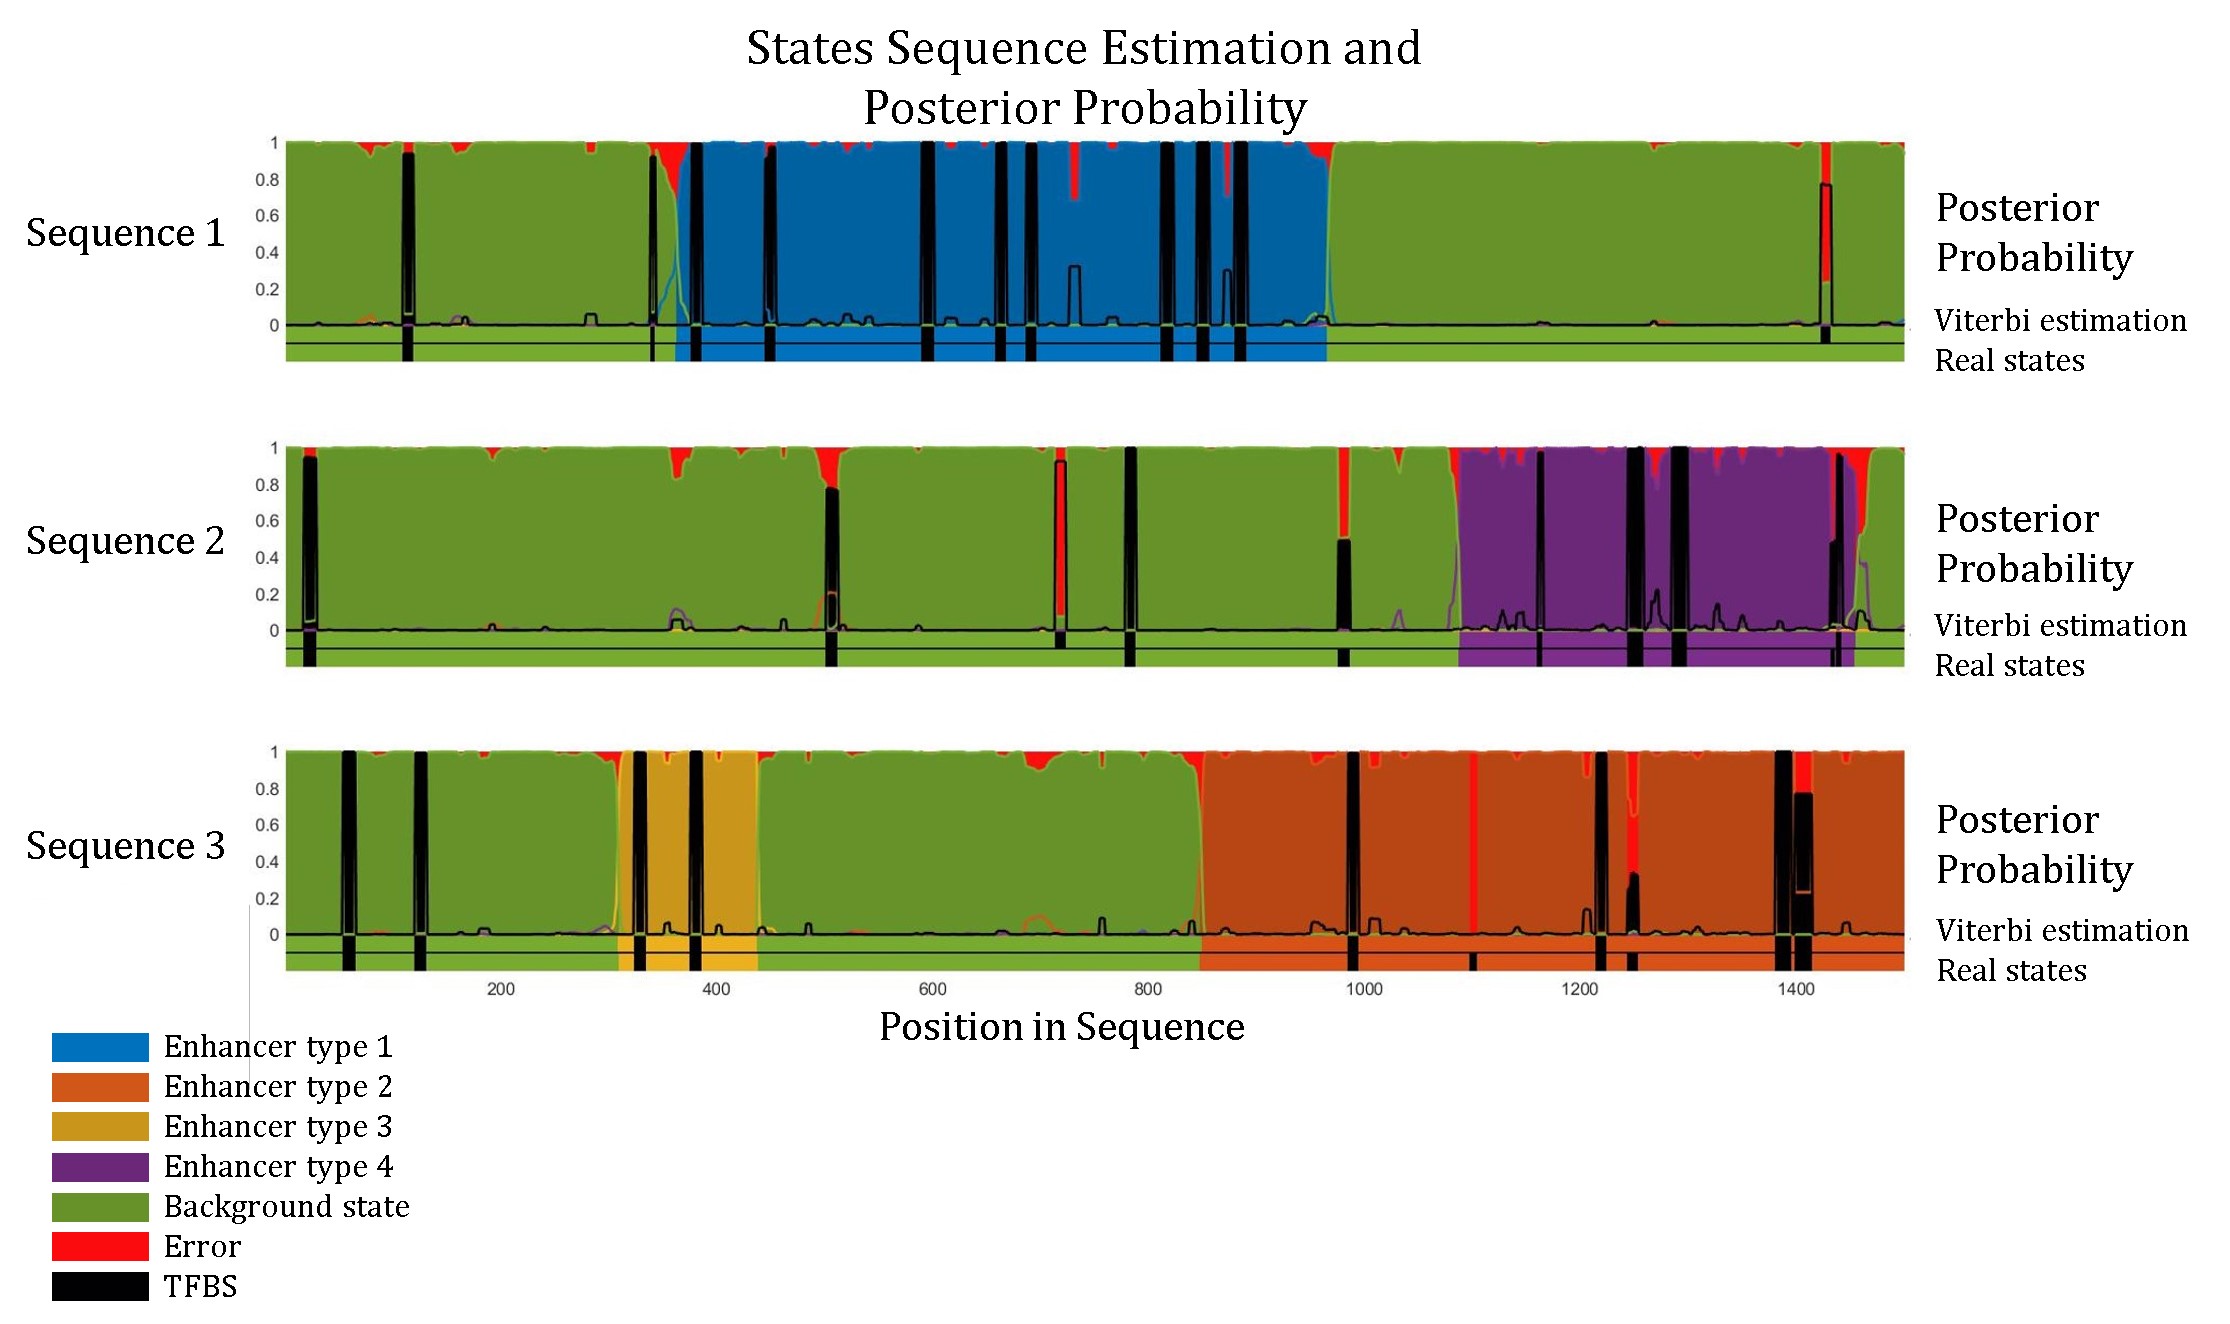 States Sequence Estimation and
Posterior Probability
Sequence 1
1
0.8
0.6
0.4
0.2
0
Posterior
Probability
Viterbi estimation
Real states
Sequence 2
1
0.8
0.6
0.4
0.2
0
Posterior
Probability
Viterbi estimation
Real states
Sequence 3
1
0.8
0.6
0.4
0.2
0
Posterior
Probability
Viterbi estimation
Real states
200 400 600 800 1000 1200 1400
Position in Sequence
Enhancer type 1
Enhancer type 2
Enhancer type 3
Enhancer type 4
Background state
Error
TFBS